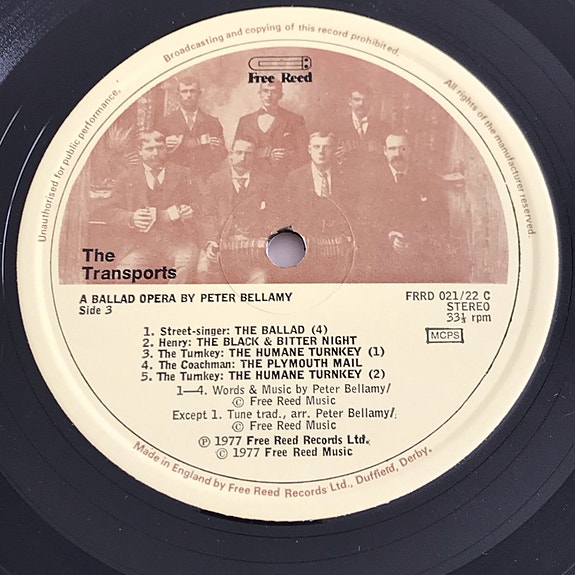 Broadcasting and copying of this record prohibited.
Unauthorised for public performance.
All rights of the manufacturer reserved.
Free Reed
The
Transports
A BALLAD OPERA BY PETER BELLAMY
Side 3
FRRD 021/22 C
STEREO
33⅓ rpm
MCPS
1. Street-singer: THE BALLAD (4)
2. Henry: THE BLACK & BITTER NIGHT
3. The Turnkey: THE HUMANE TURNKEY (1)
4. The Coachman: THE PLYMOUTH MAIL
5. The Turnkey: THE HUMANE TURNKEY (2)
1—4. Words & Music by Peter Bellamy/
© Free Reed Music
Except 1. Tune trad., arr. Peter Bellamy/
© Free Reed Music
℗ 1977 Free Reed Records Ltd.
© 1977 Free Reed Music
Made in England by Free Reed Records Ltd., Duffield, Derby.